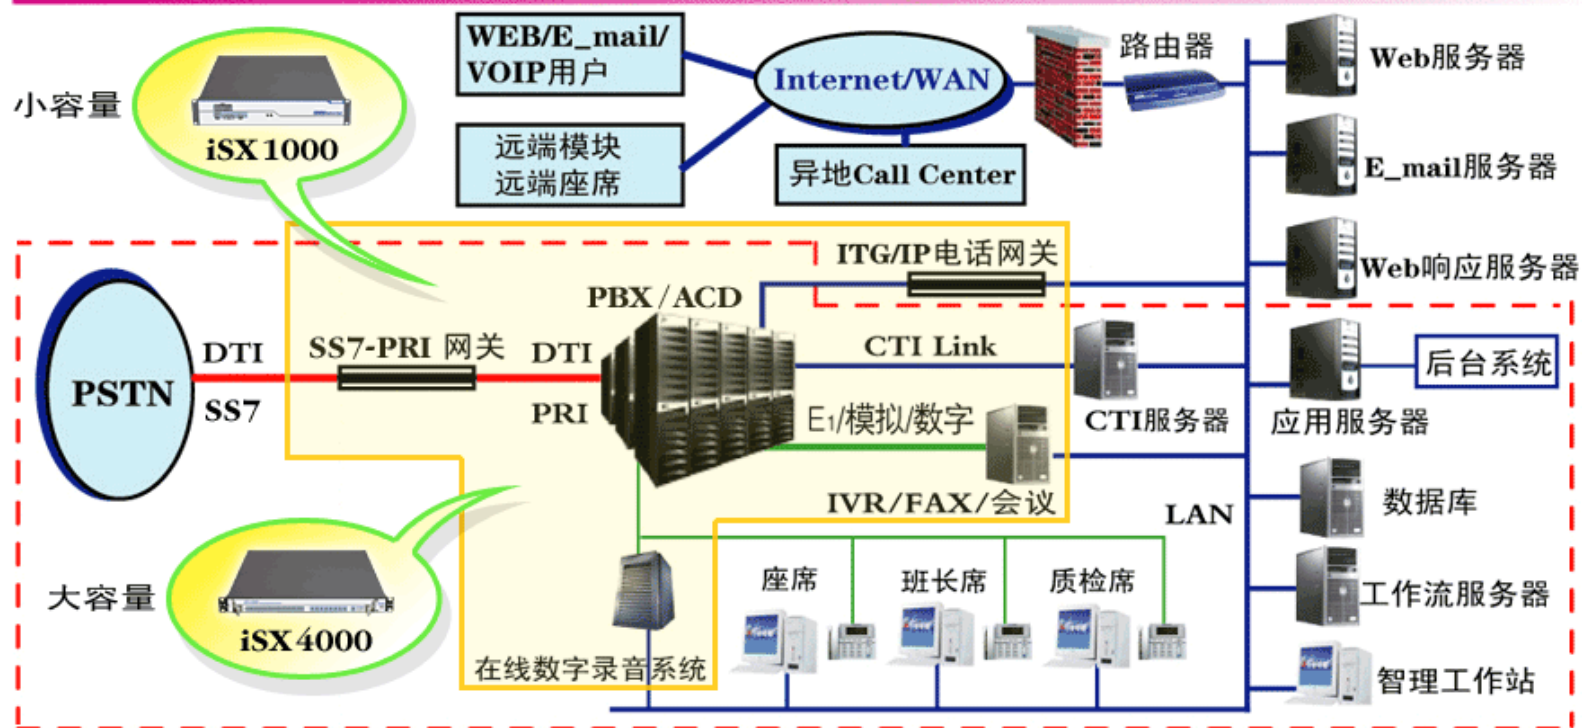 WEB/E_mail/
VOIP用户
Internet/WAN
路由器
Web服务器
小容量
iSX1000
远端模块
远端座席
异地Call Center
E_mail服务器
ITG/IP电话网关
Web响应服务器
PBX/ACD
DTI
SS7-PRI 网关
DTI
CTI Link
后台系统
PSTN
SS7
PRI
E1/模拟/数字
CTI服务器
应用服务器
IVR/FAX/会议
LAN
数据库
大容量
iSX4000
座席
班长席
质检席
工作流服务器
在线数字录音系统
智理工作站